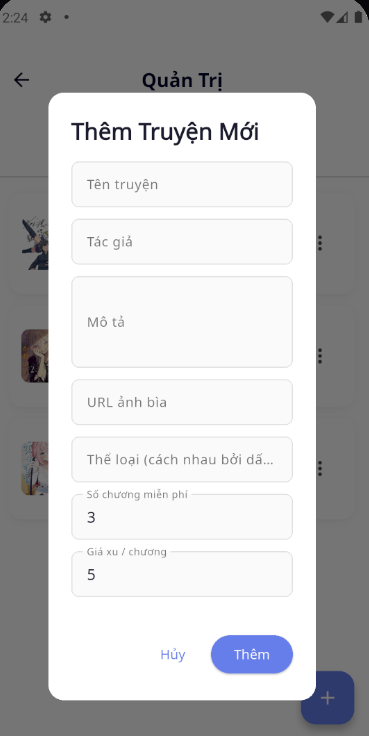 2:24
Quản Trị
Thêm Truyện Mới
Tên truyện
Tác giả
Mô tả
URL ảnh bìa
Thể loại (cách nhau bởi dấ...
Số chương miễn phí
3
Giá xu / chương
5
Hủy
Thêm